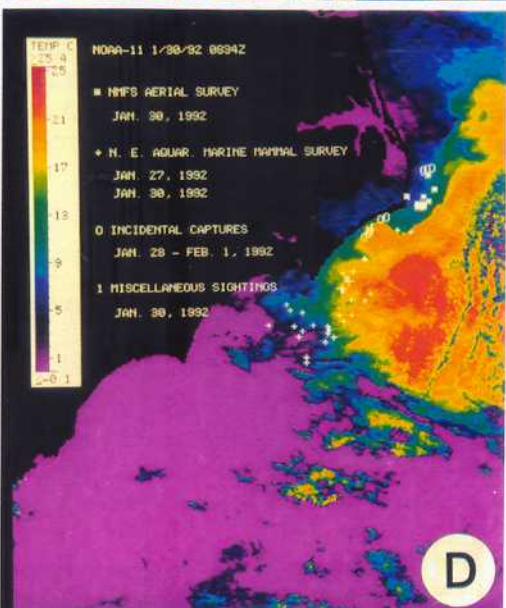 TEMP C
25.4
25
21
17
13
9
5
1
-0.1
NOAA-11 1/30/92 0834Z
NMFS AERIAL SURVEY
JAN. 30, 1992
+ N. E. AQUAR. MARINE MAMMAL SURVEY
JAN. 27, 1992
JAN. 30, 1992
O INCIDENTAL CAPTURES
JAN. 28 - FEB. 1, 1992
1 MISCELLANEOUS SIGHTINGS
JAN. 30, 1992
D